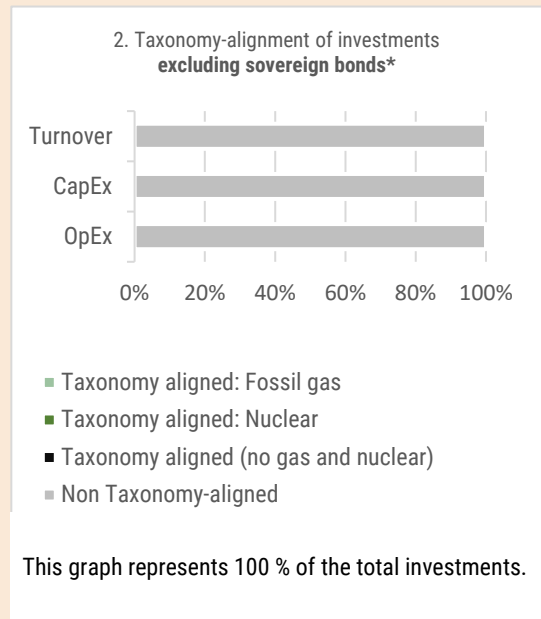 2. Taxonomy-alignment of investments
excluding sovereign bonds*
Turnover
CapEx
OpEx
0% 20% 40% 60% 80% 100%
Taxonomy aligned: Fossil gas
Taxonomy aligned: Nuclear
Taxonomy aligned (no gas and nuclear)
Non Taxonomy-aligned
This graph represents 100 % of the total investments.